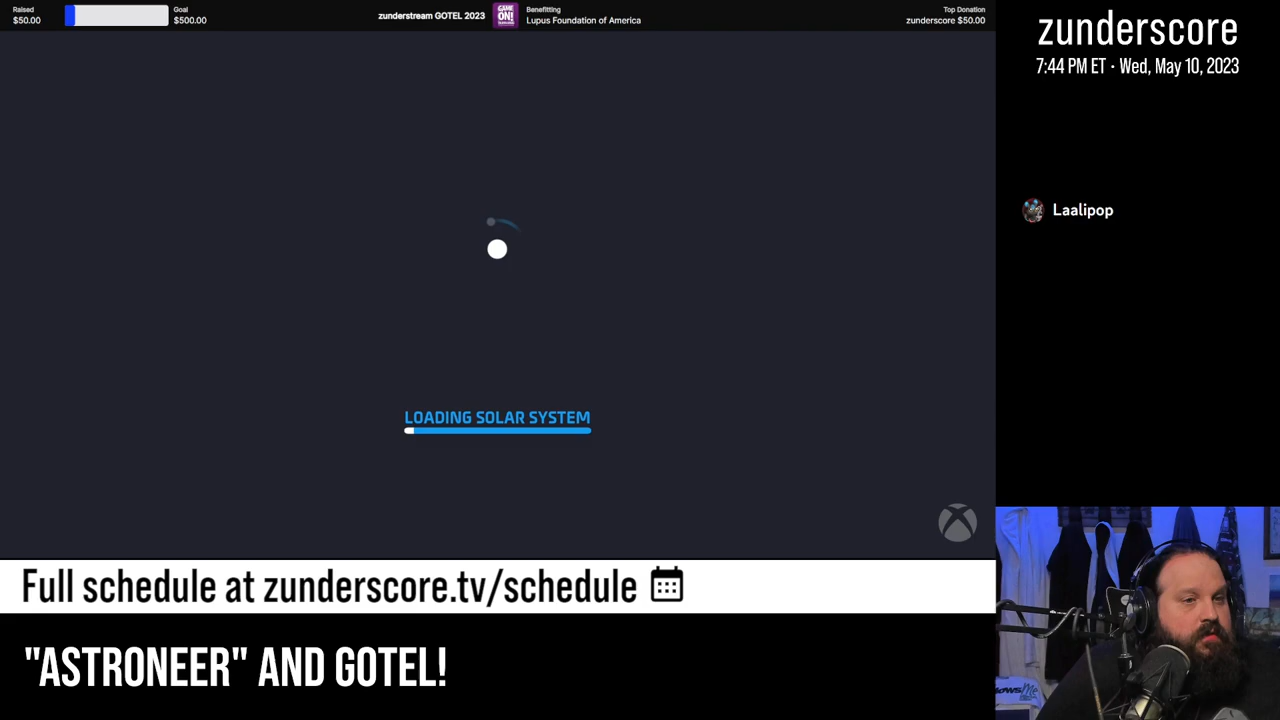 Raised
$50.00
Goal
$500.00
zunderstream GOTEL 2023
GAME
ON!
Benefitting
Lupus Foundation of America
Top Donation
zunderscore $50.00
zunderscore
7:44 PM ET · Wed, May 10, 2023
Laalipop
LOADING SOLAR SYSTEM
Full schedule at zunderscore.tv/schedule
"ASTRONEER" AND GOTEL!